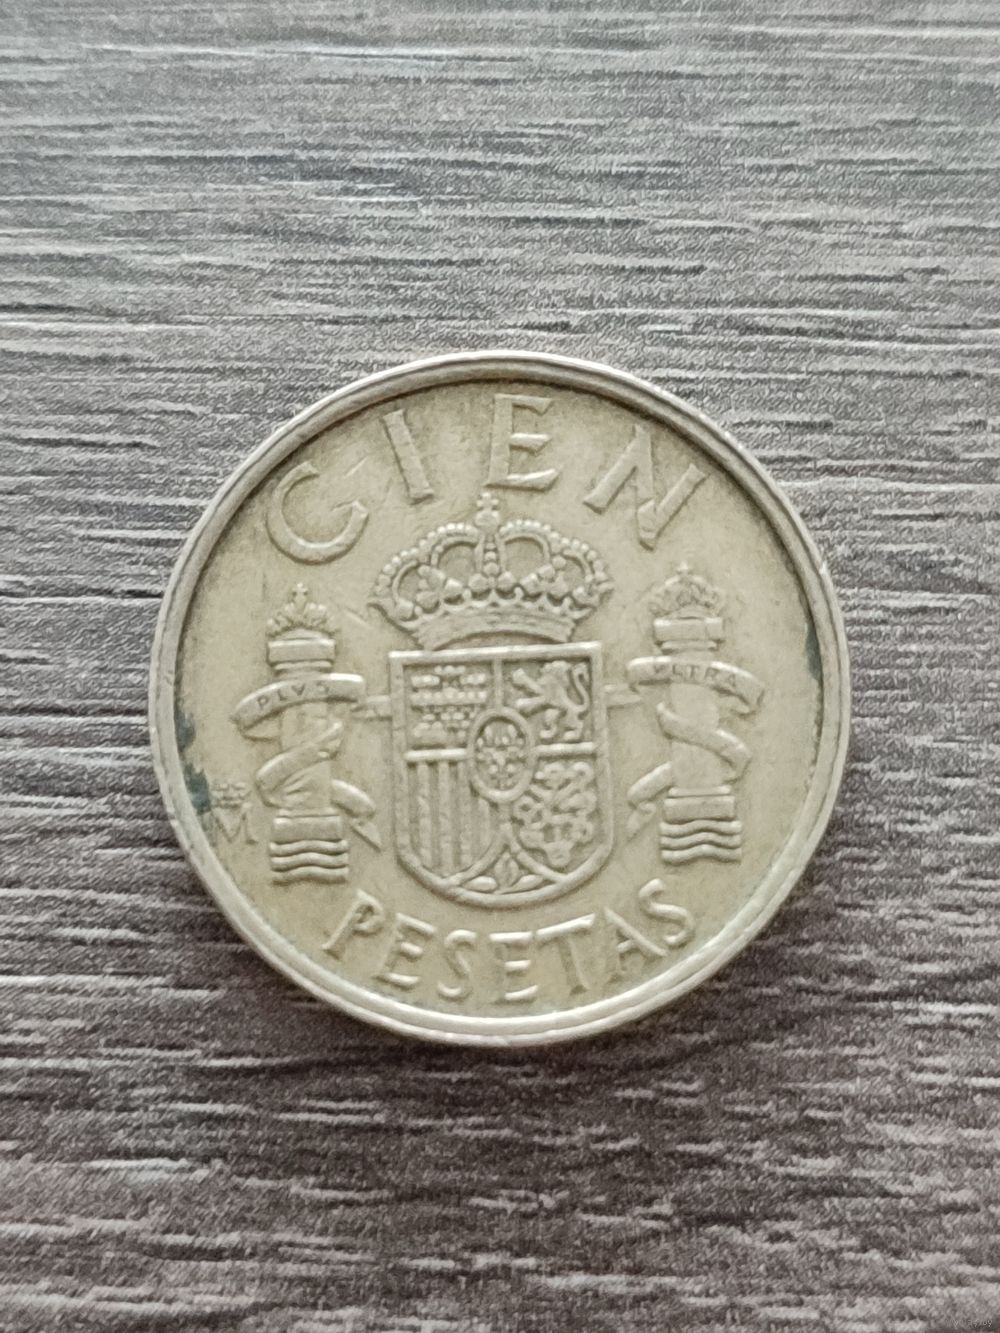 CIEN
PLVS
VLTRA
M
PESETAS